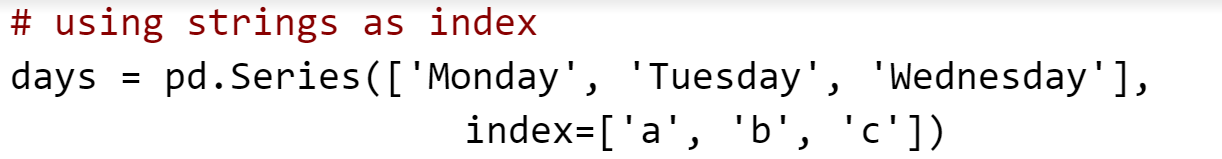 # using strings as index
days = pd.Series(['Monday', 'Tuesday', 'Wednesday'],
index=['a', 'b', 'c'])